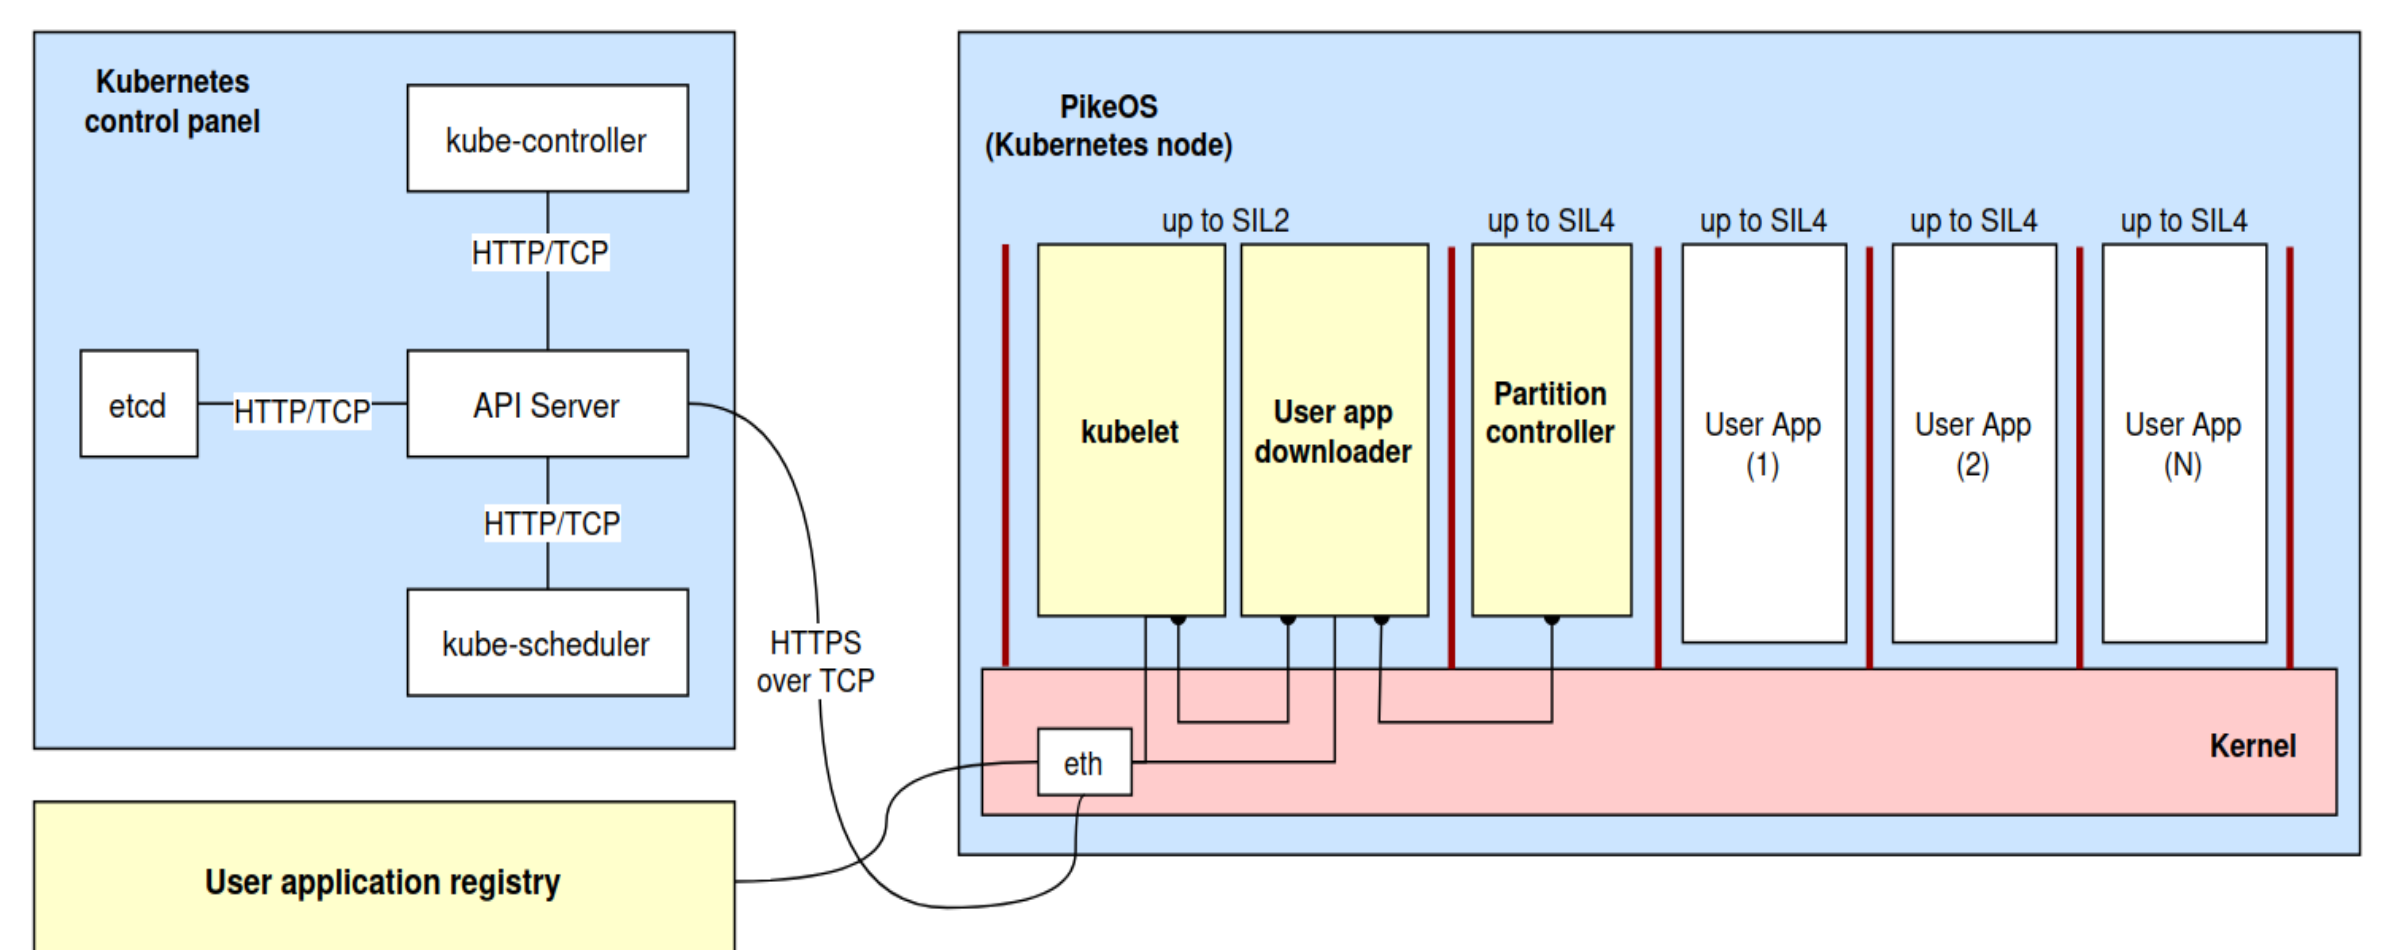 Kubernetes
control panel
kube-controller
HTTP/TCP
etcd
HTTP/TCP
API Server
HTTP/TCP
kube-scheduler
HTTPS
over TCP
User application registry
PikeOS
(Kubernetes node)
up to SIL2
up to SIL4
up to SIL4
up to SIL4
up to SIL4
kubelet
User app
downloader
Partition
controller
User App
(1)
User App
(2)
User App
(N)
eth
Kernel